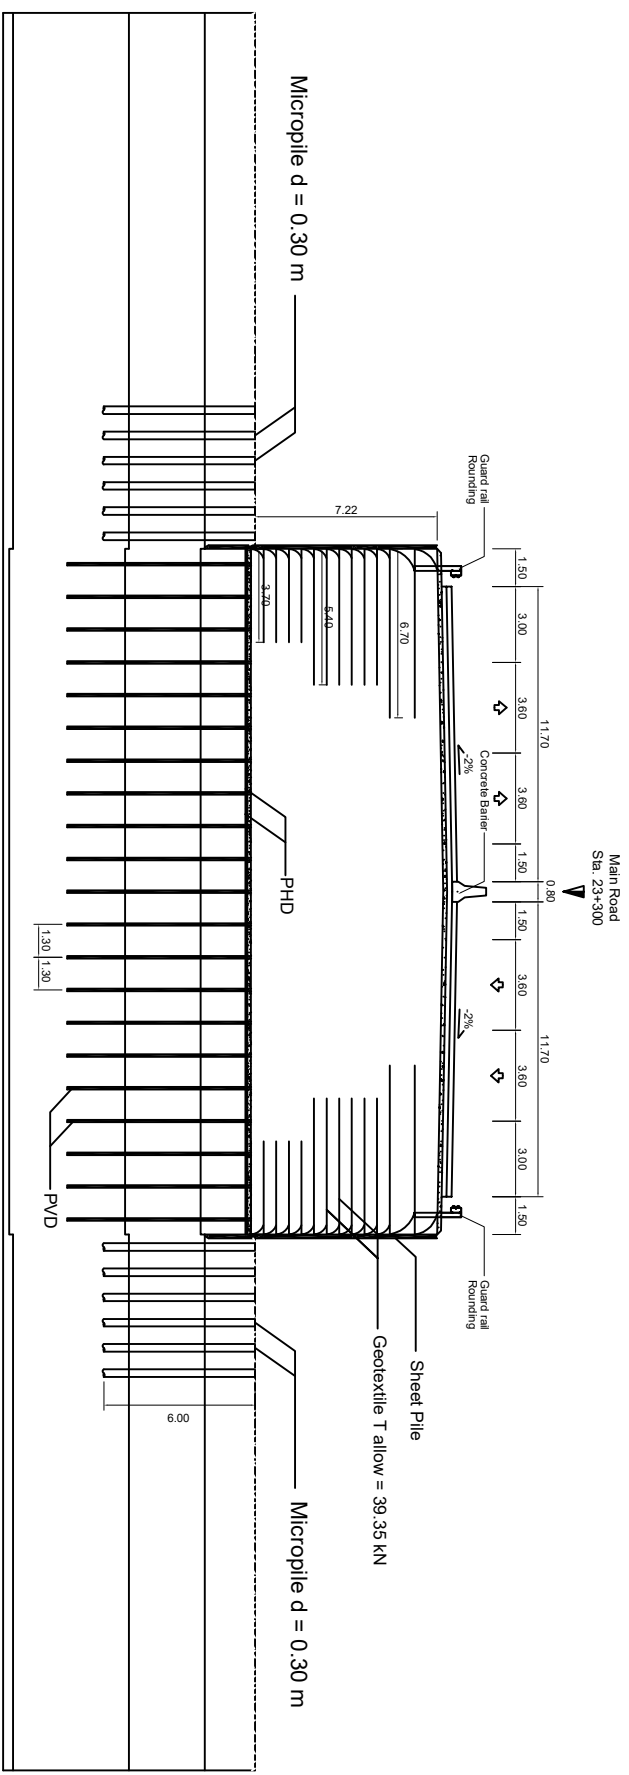 Main Road
Sta. 23+300
11.70
0.80
11.70
1.50
3.00
3.60
3.60
1.50
1.50
3.60
3.60
3.00
1.50
Guard rail
Rounding
-2%
Concrete Barier
-2%
Guard rail
Rounding
7.22
6.70
5.40
3.70
Sheet Pile
Geotextile T allow = 39.35 kN
Micropile d = 0.30 m
PHD
Micropile d = 0.30 m
6.00
1.30
1.30
PVD